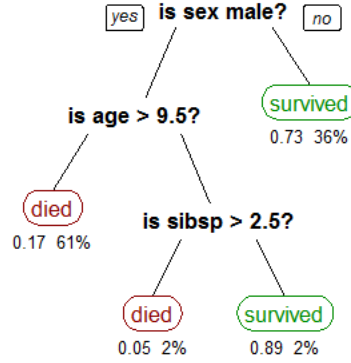 yes is sex male? no
is age > 9.5?
survived
0.73 36%
died
0.17 61%
is sibsp > 2.5?
died survived
0.05 2% 0.89 2%